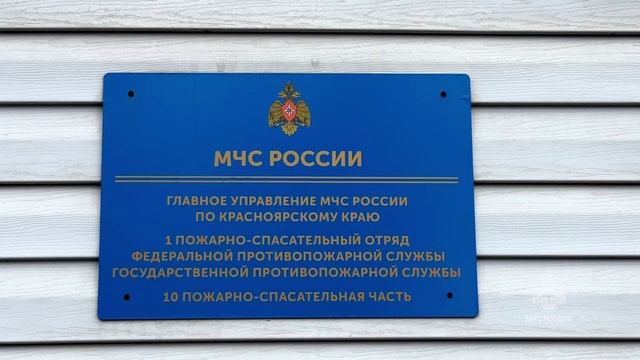 МЧС РОССИИ
ГЛАВНОЕ УПРАВЛЕНИЕ МЧС РОССИИ
ПО КРАСНОЯРСКОМУ КРАЮ
1 ПОЖАРНО-СПАСАТЕЛЬНЫЙ ОТРЯД
ФЕДЕРАЛЬНОЙ ПРОТИВОПОЖАРНОЙ СЛУЖБЫ
ГОСУДАРСТВЕННОЙ ПРОТИВОПОЖАРНОЙ СЛУЖБЫ
10 ПОЖАРНО-СПАСАТЕЛЬНАЯ ЧАСТЬ
МЧС РОССИИ